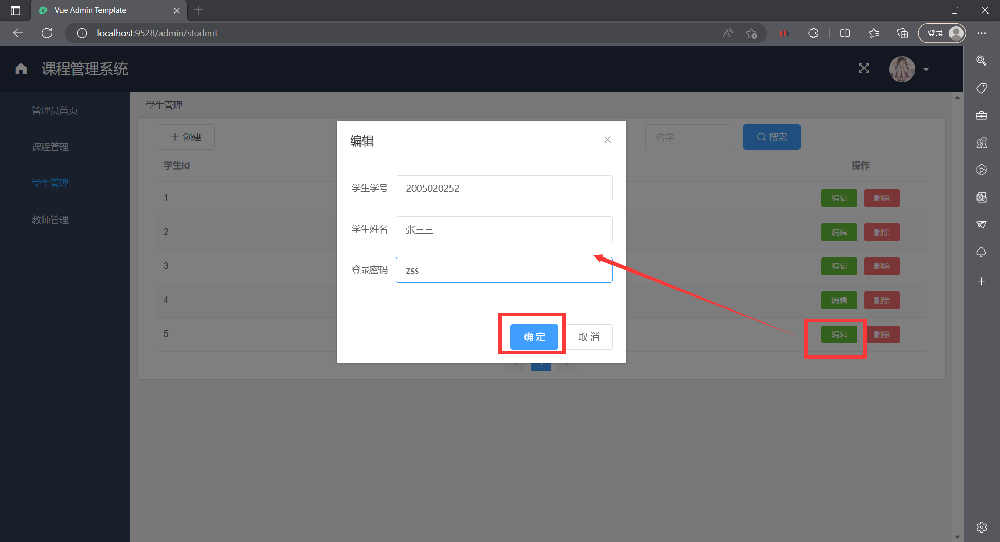 Vue Admin Template
localhost:9528/admin/student
登录
课程管理系统
管理员首页
课程管理
学生管理
教师管理
学生管理
创建
名字
搜索
学生Id
操作
1
编辑 删除
2
编辑 删除
3
编辑 删除
4
编辑 删除
5
编辑 删除
编辑
学生学号 2005020252
学生姓名 张三三
登录密码 zss
确定 取消